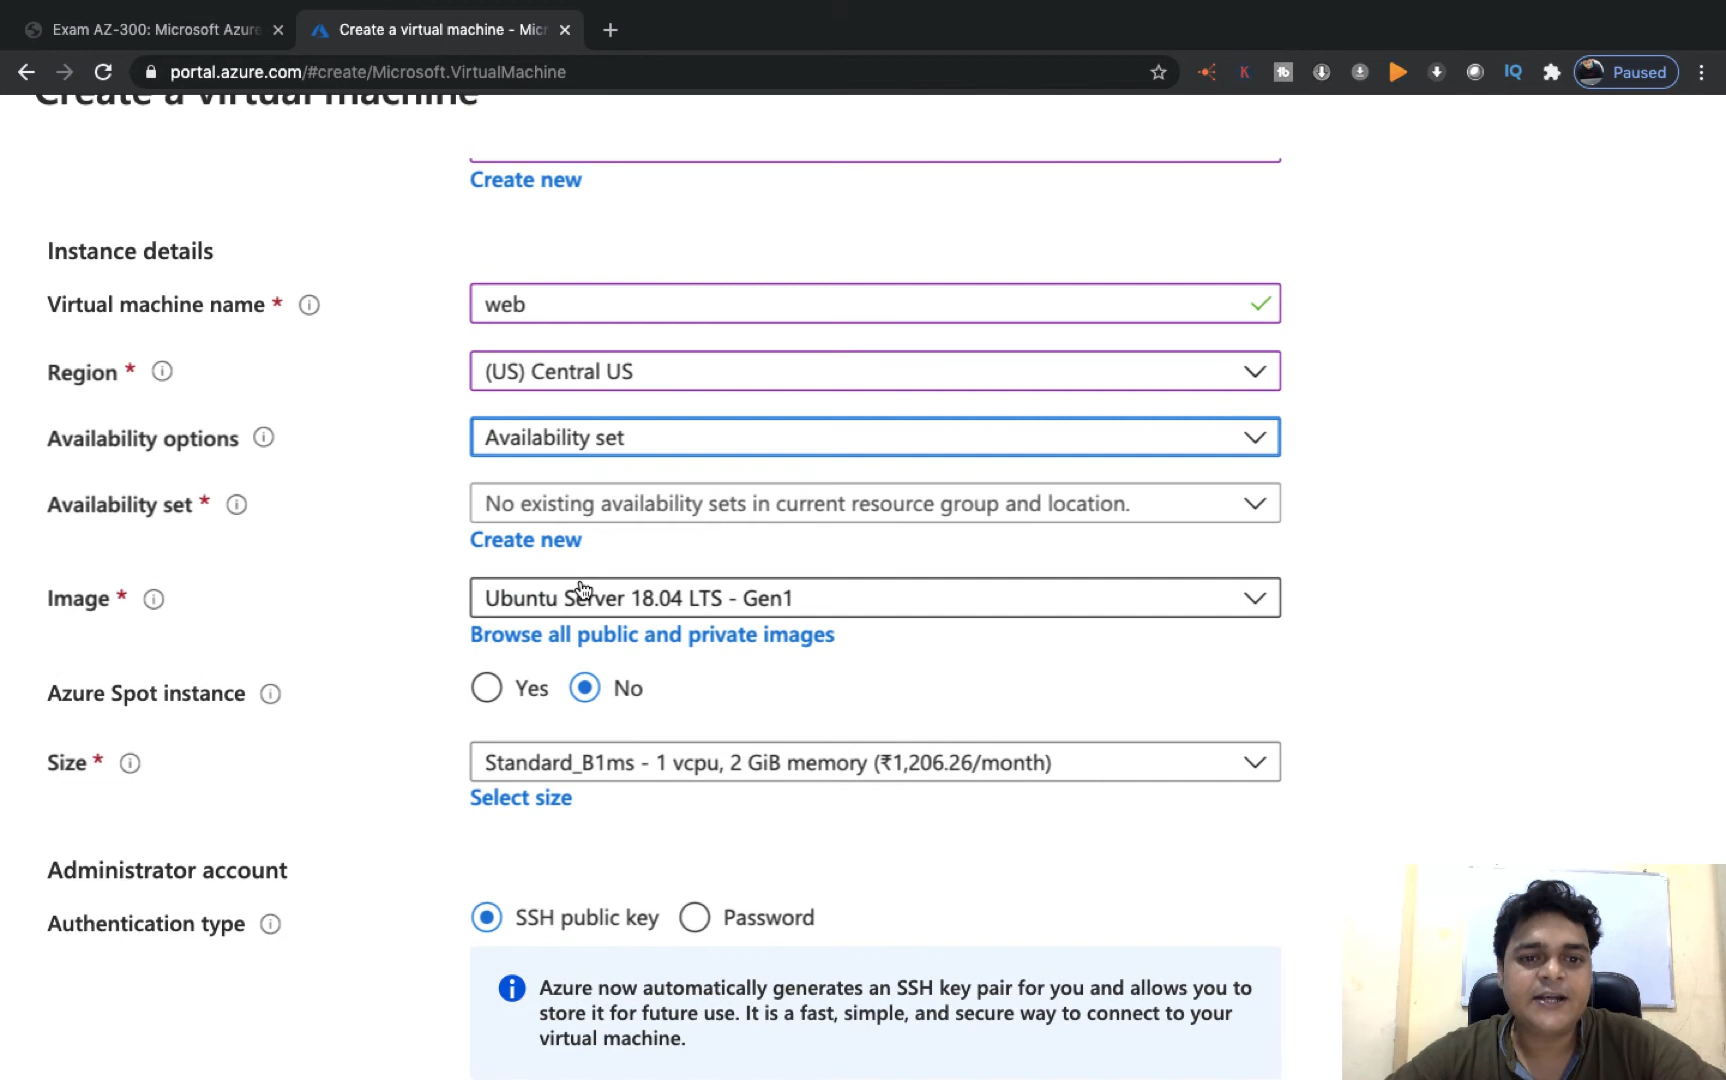 Exam AZ-300: Microsoft Azure
Create a virtual machine - Mic
portal.azure.com/#create/Microsoft.VirtualMachine
K
tb
IQ
Paused
Create a virtual machine
Create new
Instance details
Virtual machine name *
web
Region *
(US) Central US
Availability options
Availability set
Availability set *
No existing availability sets in current resource group and location.
Create new
Image *
Ubuntu Server 18.04 LTS - Gen1
Browse all public and private images
Azure Spot instance
Yes
No
Size *
Standard_B1ms - 1 vcpu, 2 GiB memory (₹1,206.26/month)
Select size
Administrator account
Authentication type
SSH public key
Password
Azure now automatically generates an SSH key pair for you and allows you to
store it for future use. It is a fast, simple, and secure way to connect to your
virtual machine.